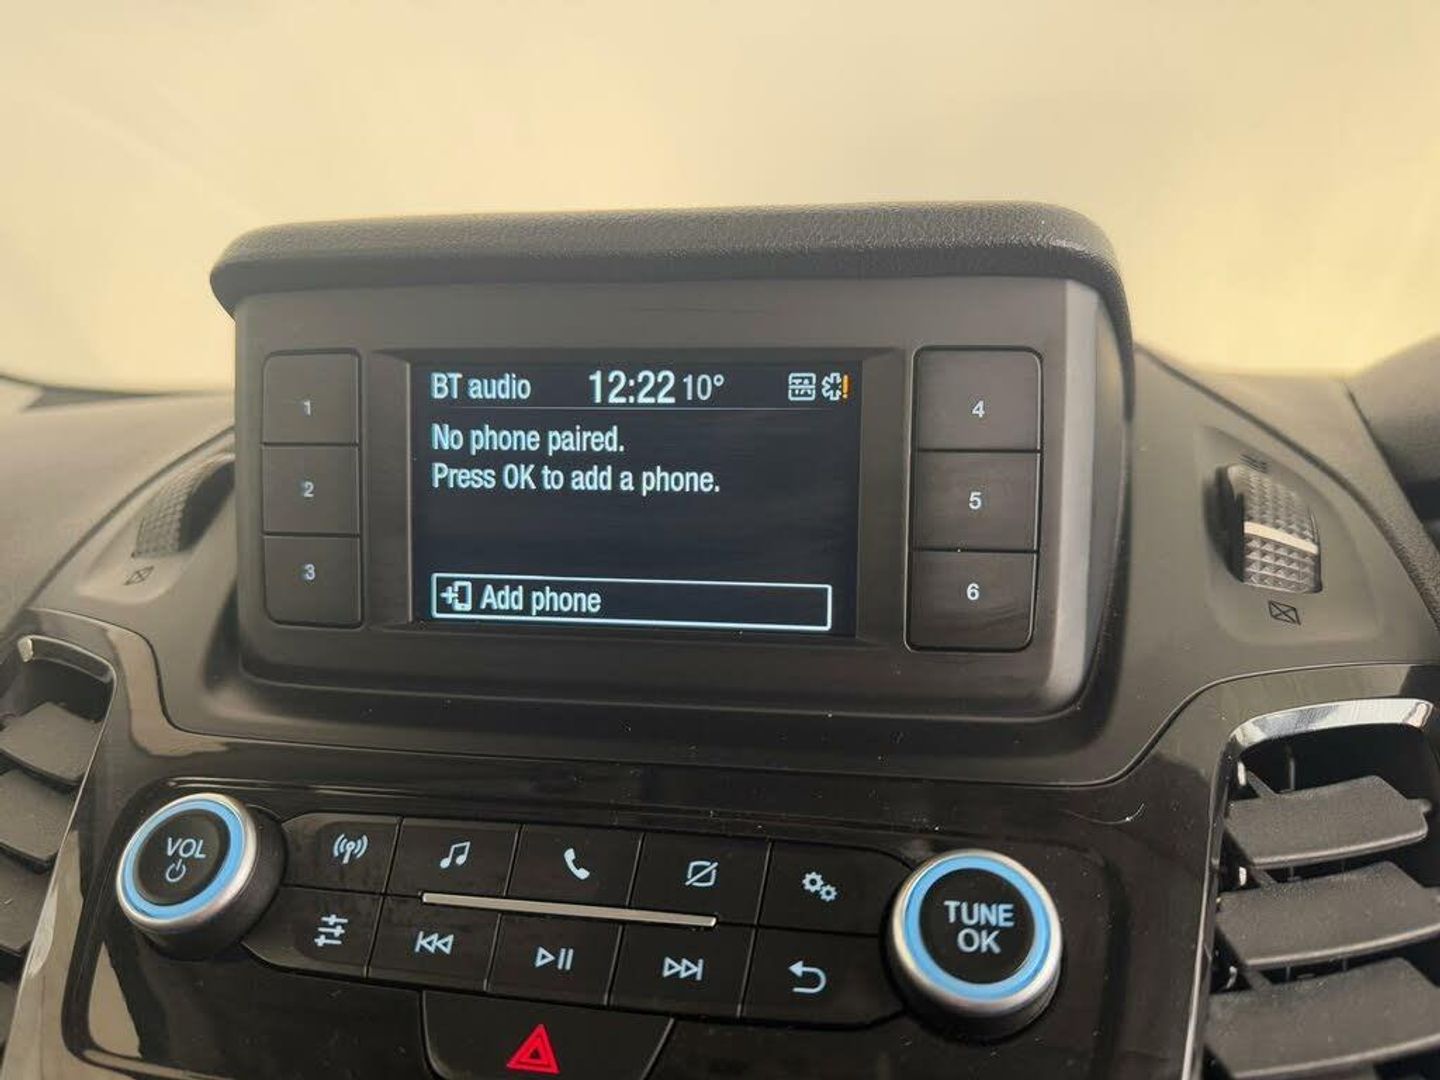 BT audio 12:22 10°
No phone paired.
Press OK to add a phone.
Add phone
1
2
3
4
5
6
VOL
TUNE
OK